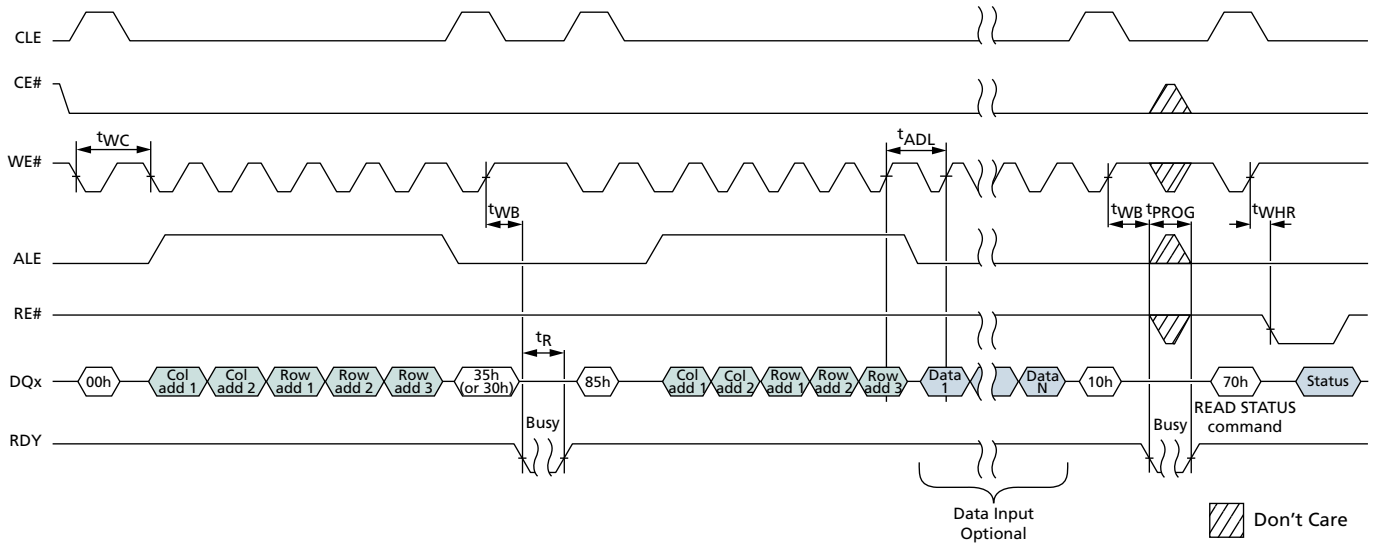 CLE
CE#
tWC
tADL
WE#
tWB
tWB
tPROG
tWHR
ALE
RE#
tR
DQx
00h
Col add 1
Col add 2
Row add 1
Row add 2
Row add 3
35h (or 30h)
85h
Col add 1
Col add 2
Row add 1
Row add 2
Row add 3
Data 1
Data N
10h
70h
Status
READ STATUS
command
Busy
Busy
RDY
Data Input
Optional
Don't Care